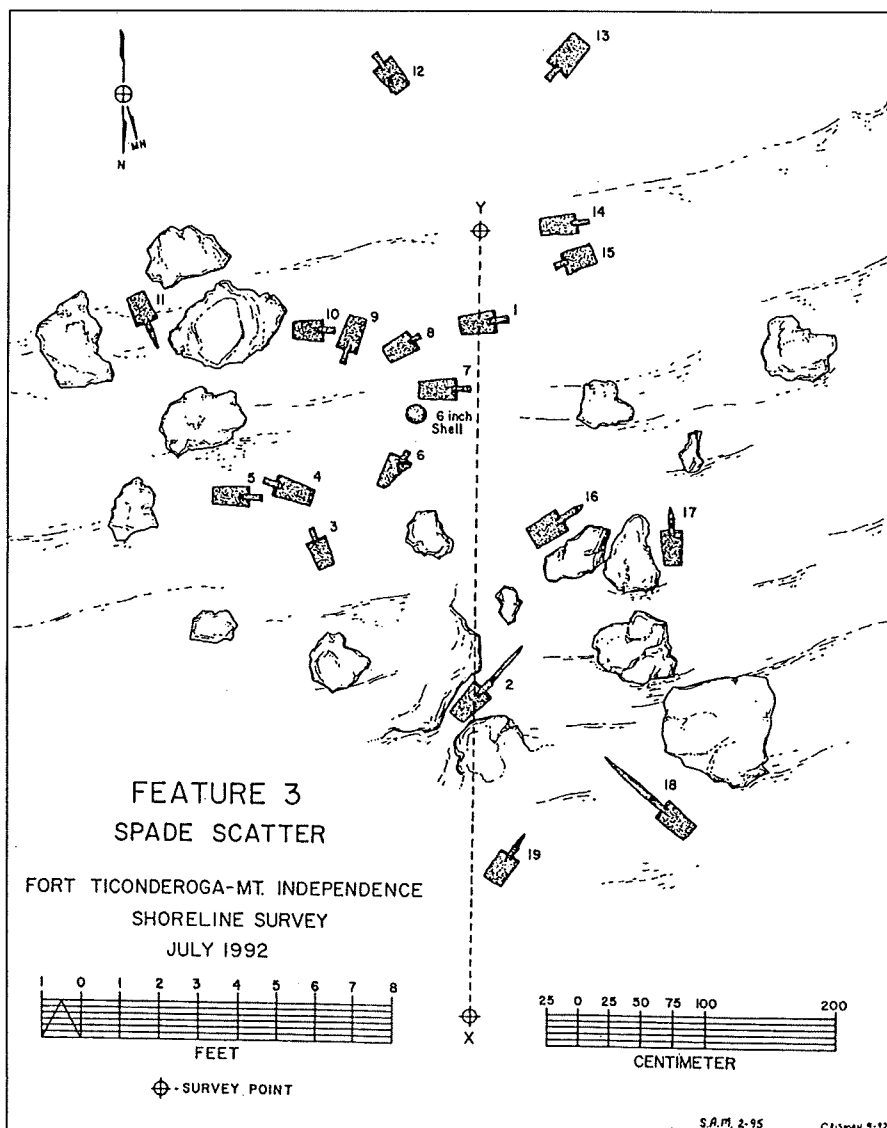 13
12
N
MN
Y
14
15
11
10
9
8
1
7
6 inch
Shell
6
5
4
3
16
17
2
18
19
FEATURE 3
SPADE SCATTER
FORT TICONDEROGA-MT. INDEPENDENCE
SHORELINE SURVEY
JULY 1992
1 0 1 2 3 4 5 6 7 8
FEET
-SURVEY POINT
X
25 0 25 50 75 100 200
CENTIMETER
S.A.M. 2-95